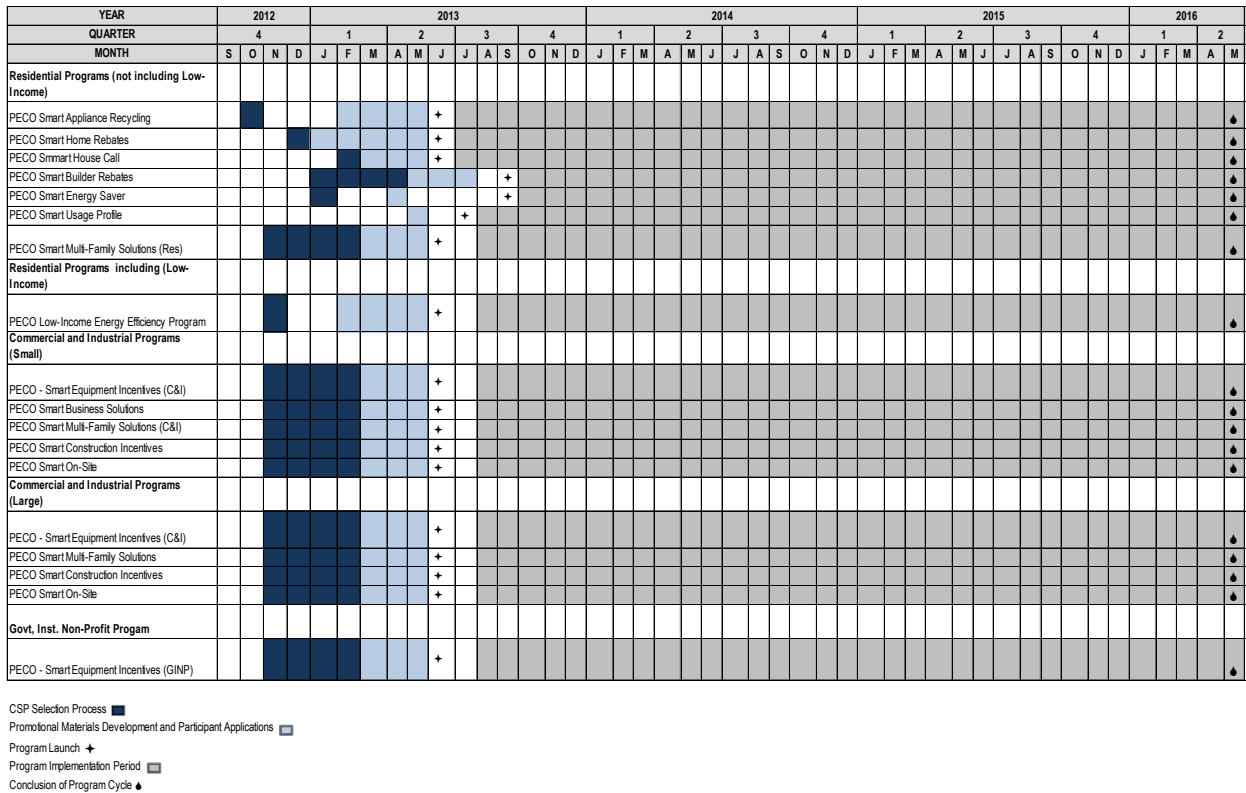 YEAR 2012 2013 2014 2015 2016
QUARTER 4 1 2 3 4 1 2 3 4 1 2 3 4 1 2
MONTH S O N D J F M A M J J A S O N D J F M A M J J A S O N D J F M A M J J A S O N D J F M A M
Residential Programs (not including Low-
Income)
PECO Smart Appliance Recycling
PECO Smart Home Rebates
PECO Smmart House Call
PECO Smart Builder Rebates
PECO Smart Energy Saver
PECO Smart Usage Profile
PECO Smart Multi-Family Solutions (Res)
Residential Programs including (Low-
Income)
PECO Low-Income Energy Efficiency Program
Commercial and Industrial Programs
(Small)
PECO - Smart Equipment Incentives (C&I)
PECO Smart Business Solutions
PECO Smart Multi-Family Solutions (C&I)
PECO Smart Construction Incentives
PECO Smart On-Site
Commercial and Industrial Programs
(Large)
PECO - Smart Equipment Incentives (C&I)
PECO Smart Multi-Family Solutions
PECO Smart Construction Incentives
PECO Smart On-Site
Govt, Inst. Non-Profit Progam
PECO - Smart Equipment Incentives (GINP)
CSP Selection Process
Promotional Materials Development and Participant Applications
Program Launch
Program Implementation Period
Conclusion of Program Cycle